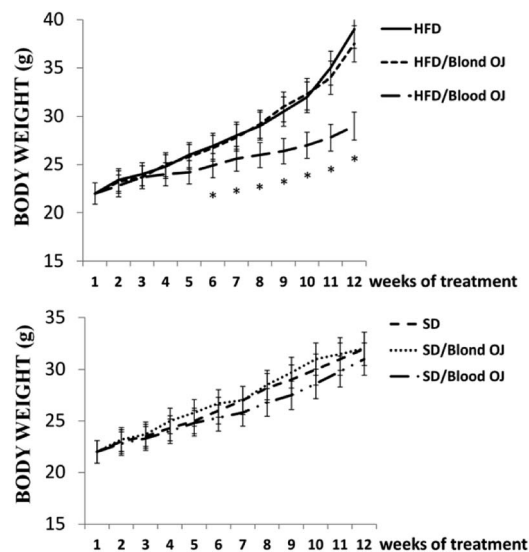 40
35
30
25
20
15
BODY WEIGHT (g)
HFD
HFD/Blond OJ
HFD/Blood OJ
* * * * * * *
1 2 3 4 5 6 7 8 9 10 11 12 weeks of treatment
35
30
25
20
15
BODY WEIGHT (g)
SD
SD/Blond OJ
SD/Blood OJ
1 2 3 4 5 6 7 8 9 10 11 12 weeks of treatment